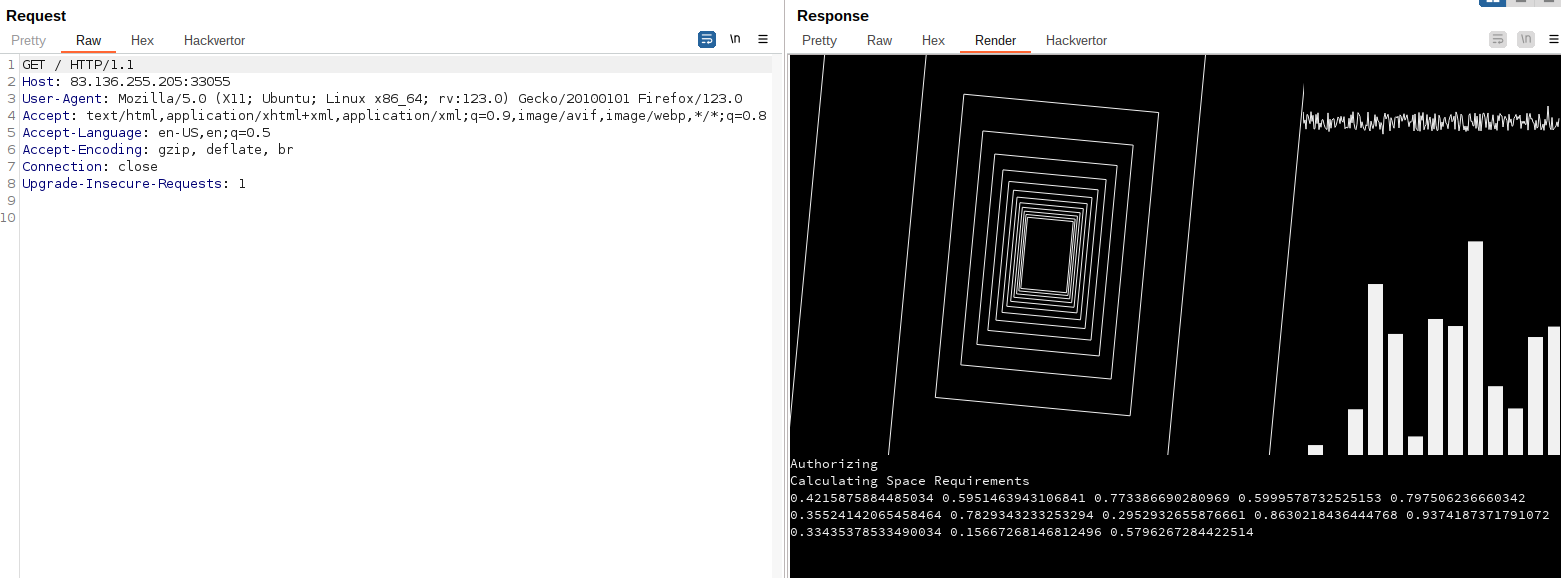 Request
Pretty Raw Hex Hackvertor \n
1 GET / HTTP/1.1
2 Host: 83.136.255.205:33055
3 User-Agent: Mozilla/5.0 (X11; Ubuntu; Linux x86_64; rv:123.0) Gecko/20100101 Firefox/123.0
4 Accept: text/html,application/xhtml+xml,application/xml;q=0.9,image/avif,image/webp,*/*;q=0.8
5 Accept-Language: en-US,en;q=0.5
6 Accept-Encoding: gzip, deflate, br
7 Connection: close
8 Upgrade-Insecure-Requests: 1
9
10
Response
Pretty Raw Hex Render Hackvertor \n
Authorizing
Calculating Space Requirements
0.4215875884485034 0.5951463943106841 0.773386690280969 0.5999578732525153 0.797506236660342
0.35524142065458464 0.7829343233253294 0.2952932655876661 0.8630218436444768 0.9374187371791072
0.33435378533490034 0.15667268146812496 0.5796267284422514